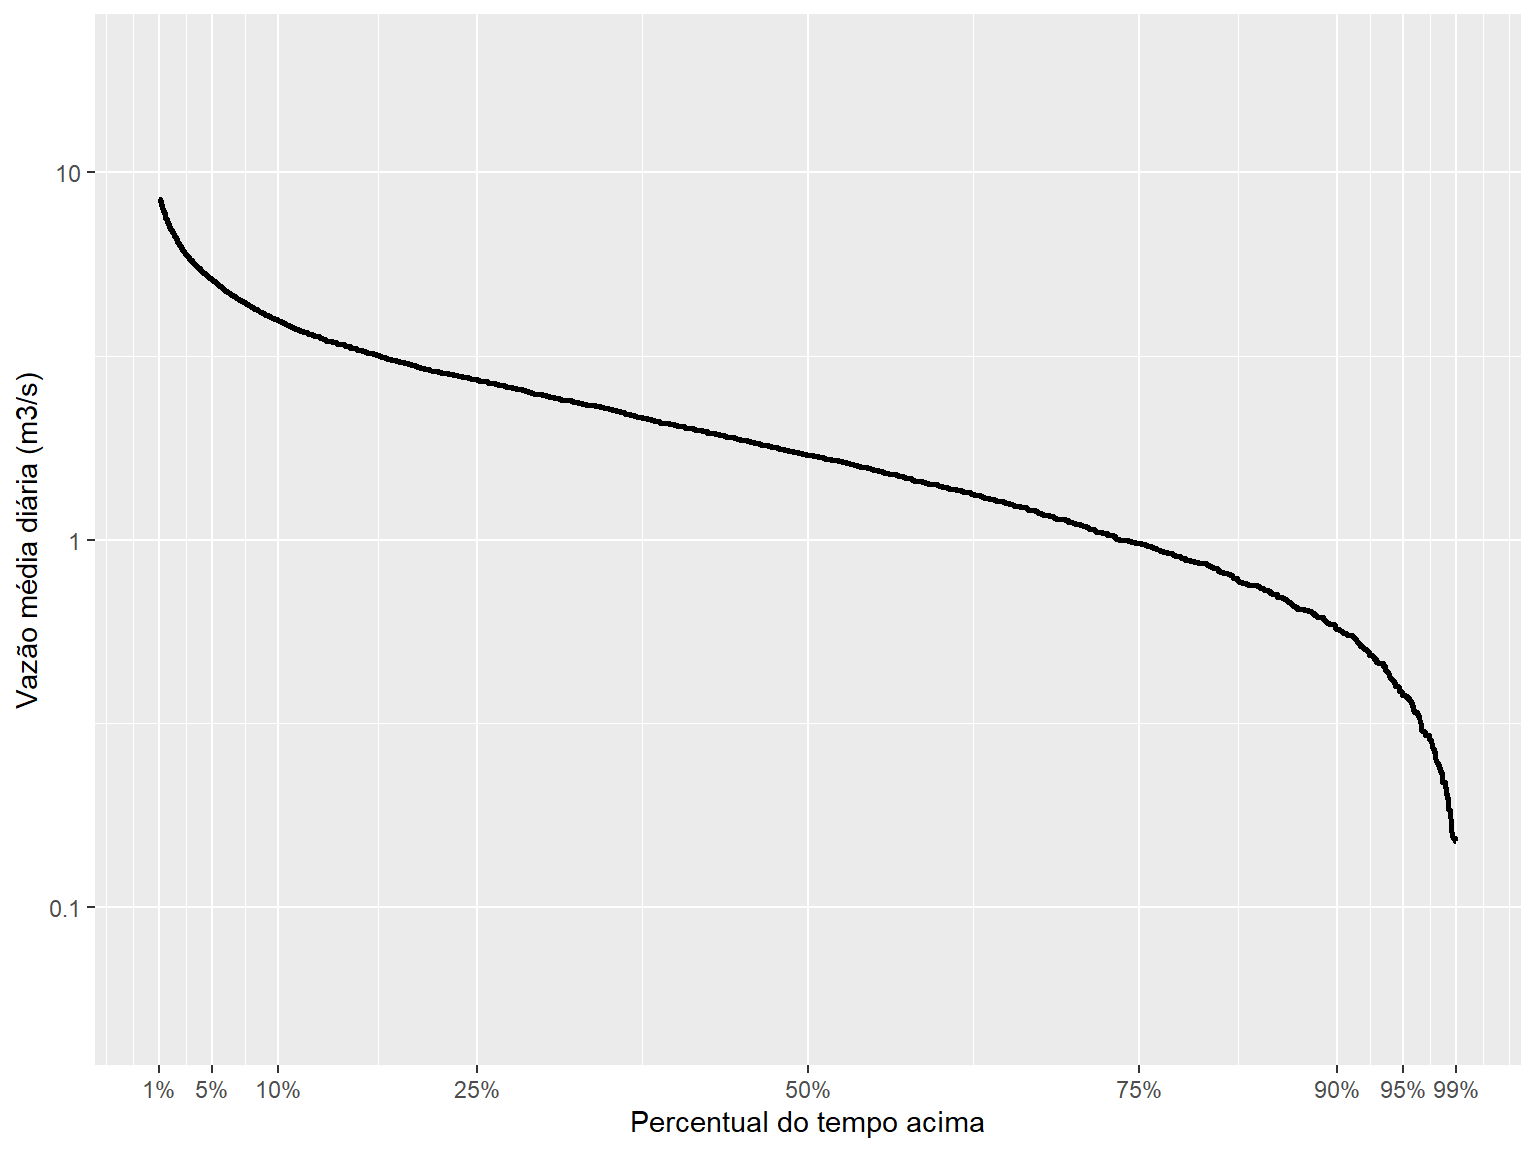 Vazão média diária (m3/s)
10
1
0.1
1% 5% 10% 25% 50% 75% 90% 95% 99%
Percentual do tempo acima